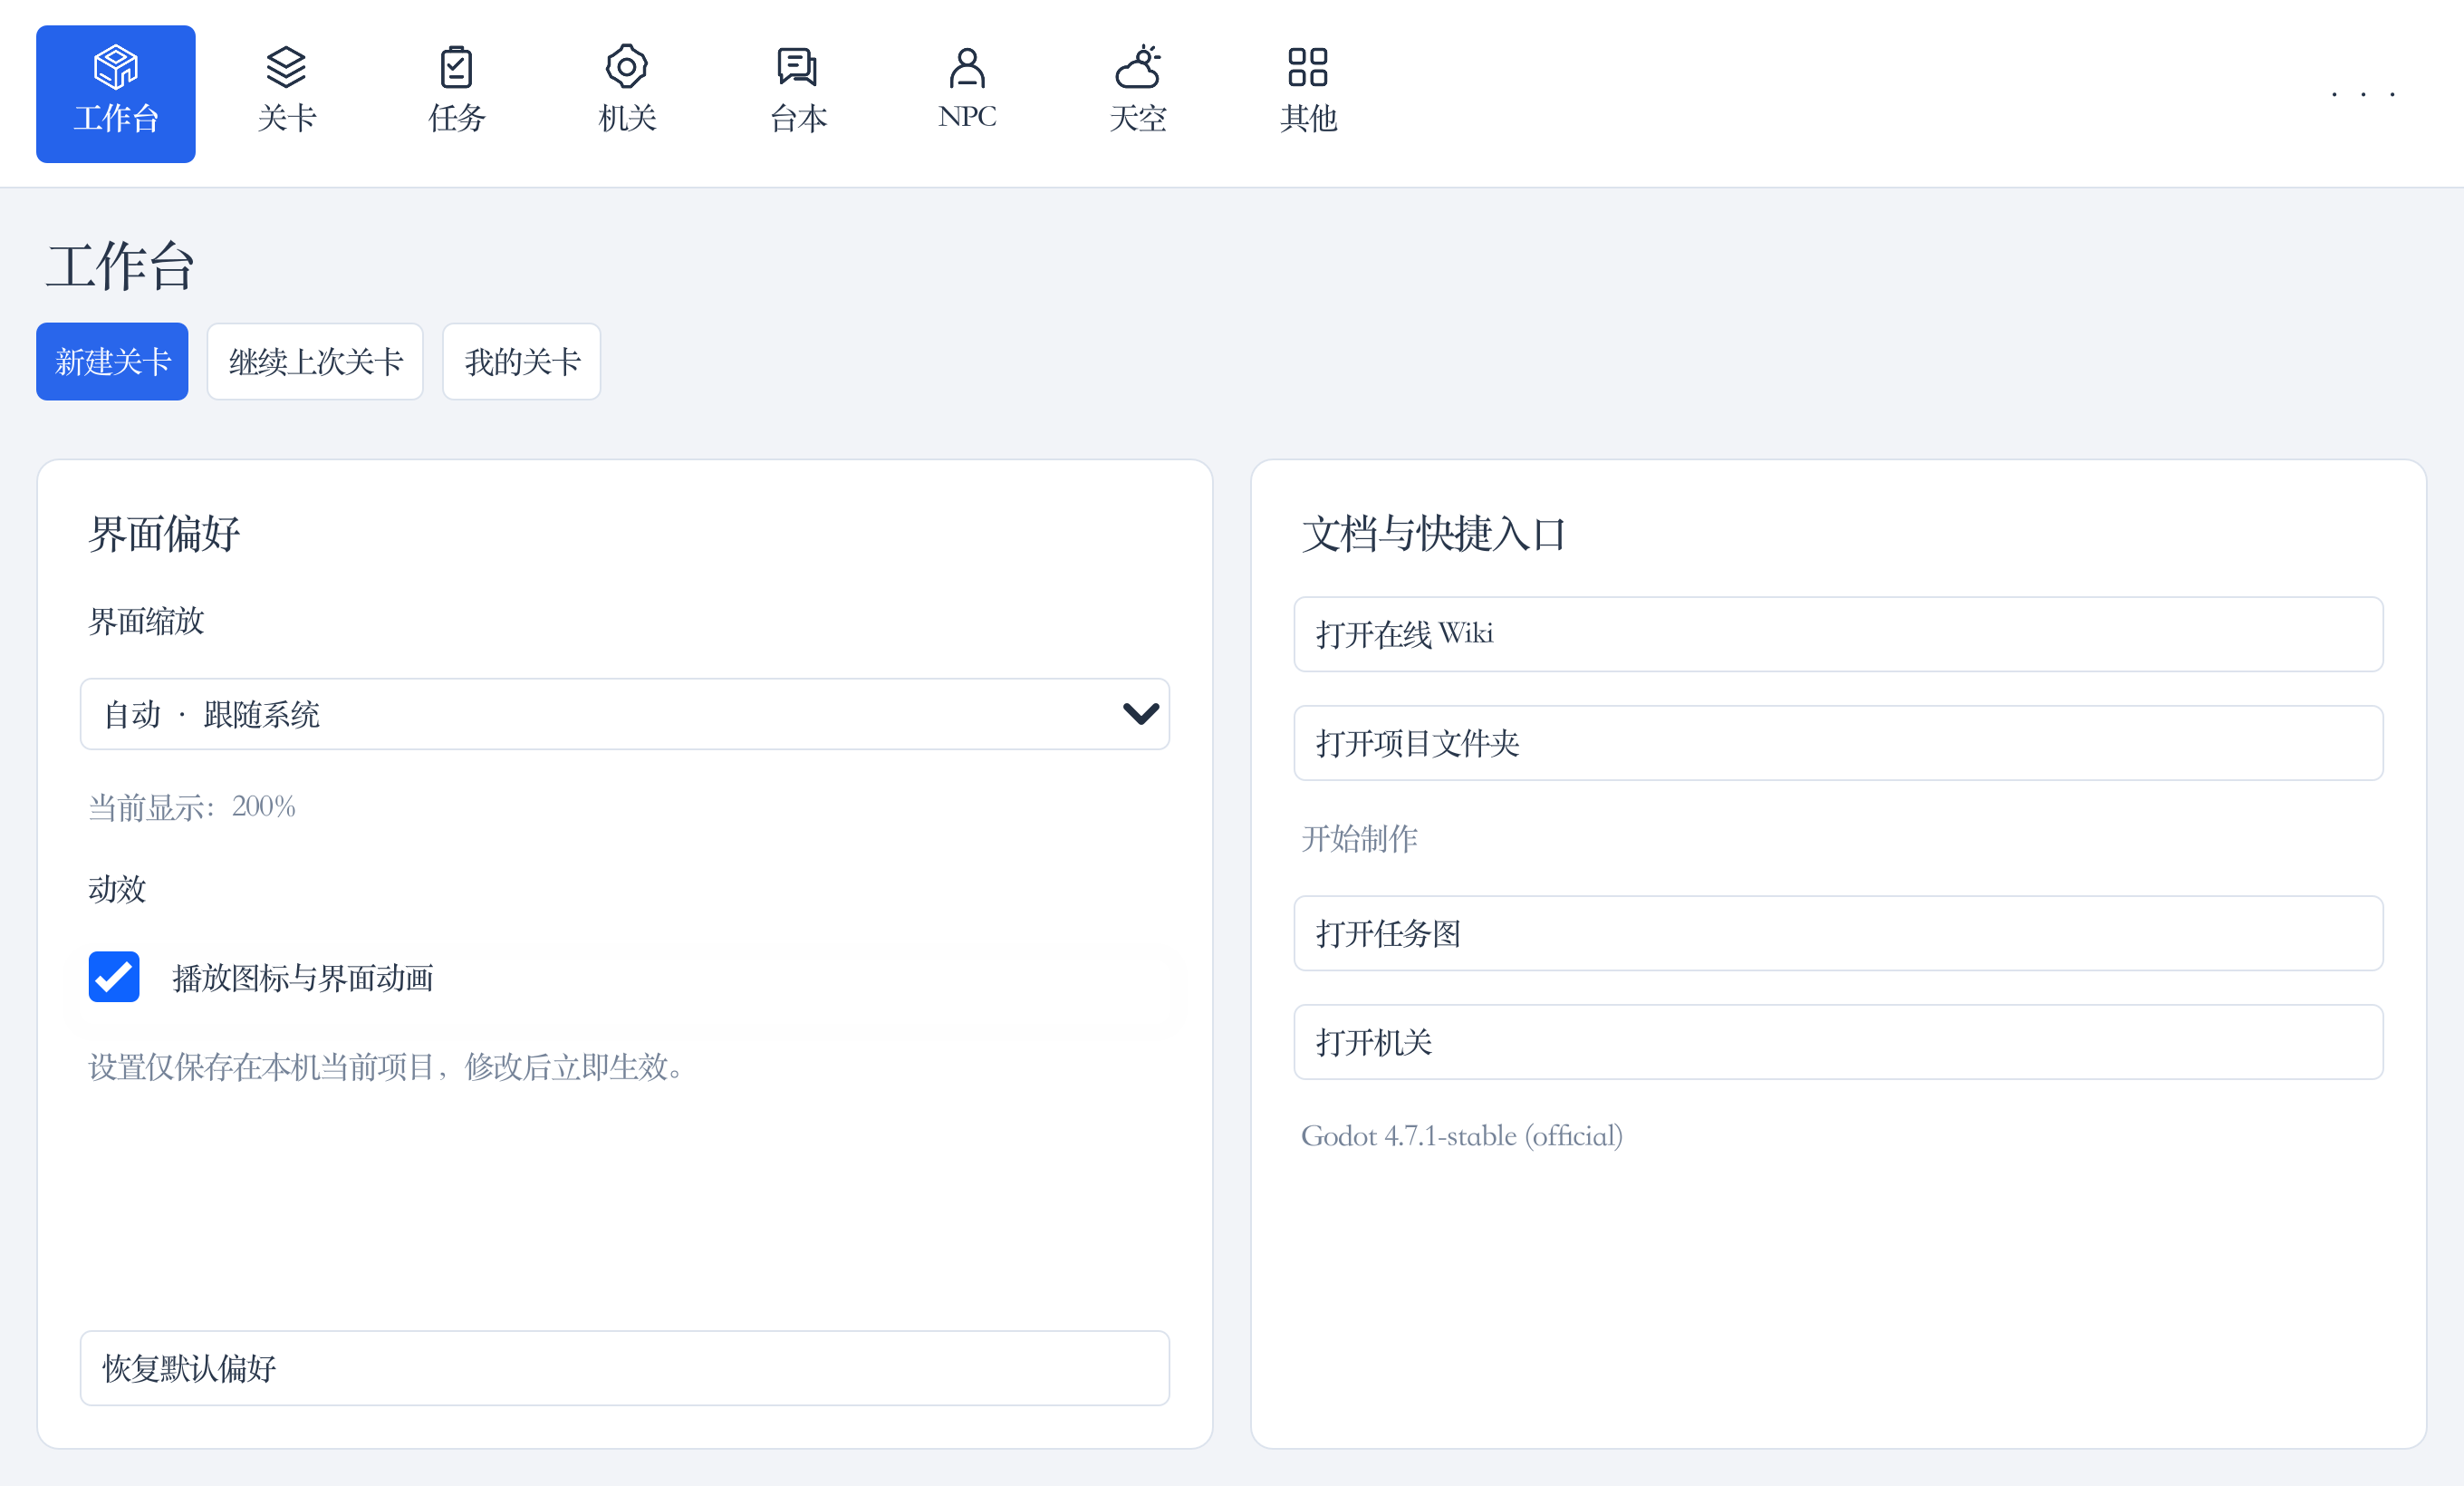 工作台 关卡 任务 机关 台本 NPC 天空 其他 · · ·
工作台
新建关卡 继续上次关卡 我的关卡
界面偏好
界面缩放
自动 · 跟随系统
当前显示：200%
动效
播放图标与界面动画
设置仅保存在本机当前项目，修改后立即生效。
恢复默认偏好
文档与快捷入口
打开在线 Wiki
打开项目文件夹
开始制作
打开任务图
打开机关
Godot 4.7.1-stable (official)